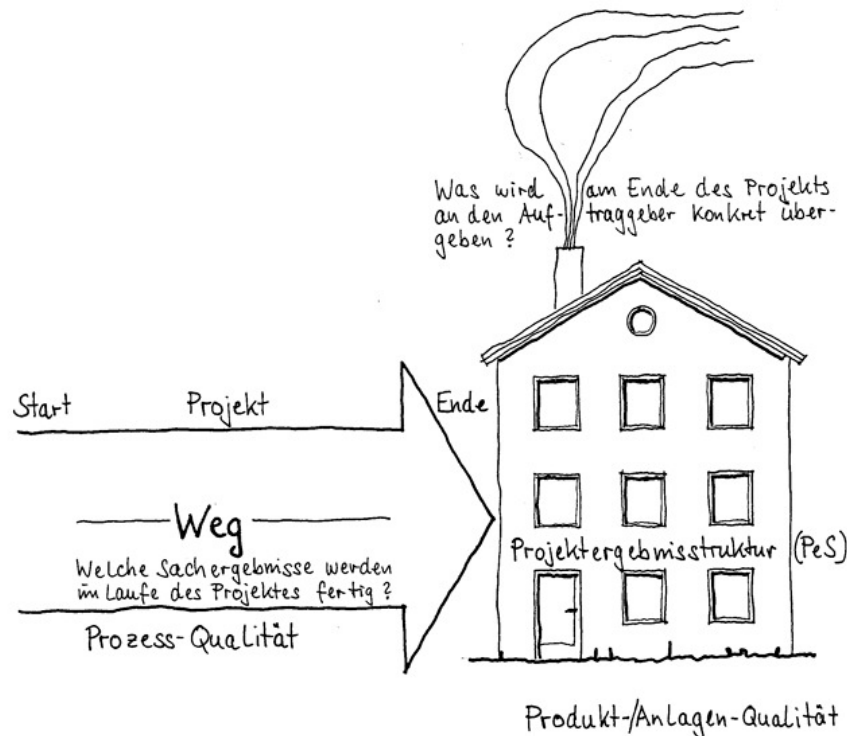 Was wird am Ende des Projekts
an den Auf-traggeber konkret über-
geben?
Start Projekt Ende
Weg
Welche Sachergebnisse werden
im Laufe des Projektes fertig?
Prozess-Qualität
Projektergebnisstruktur (PeS)
Produkt-/Anlagen-Qualität